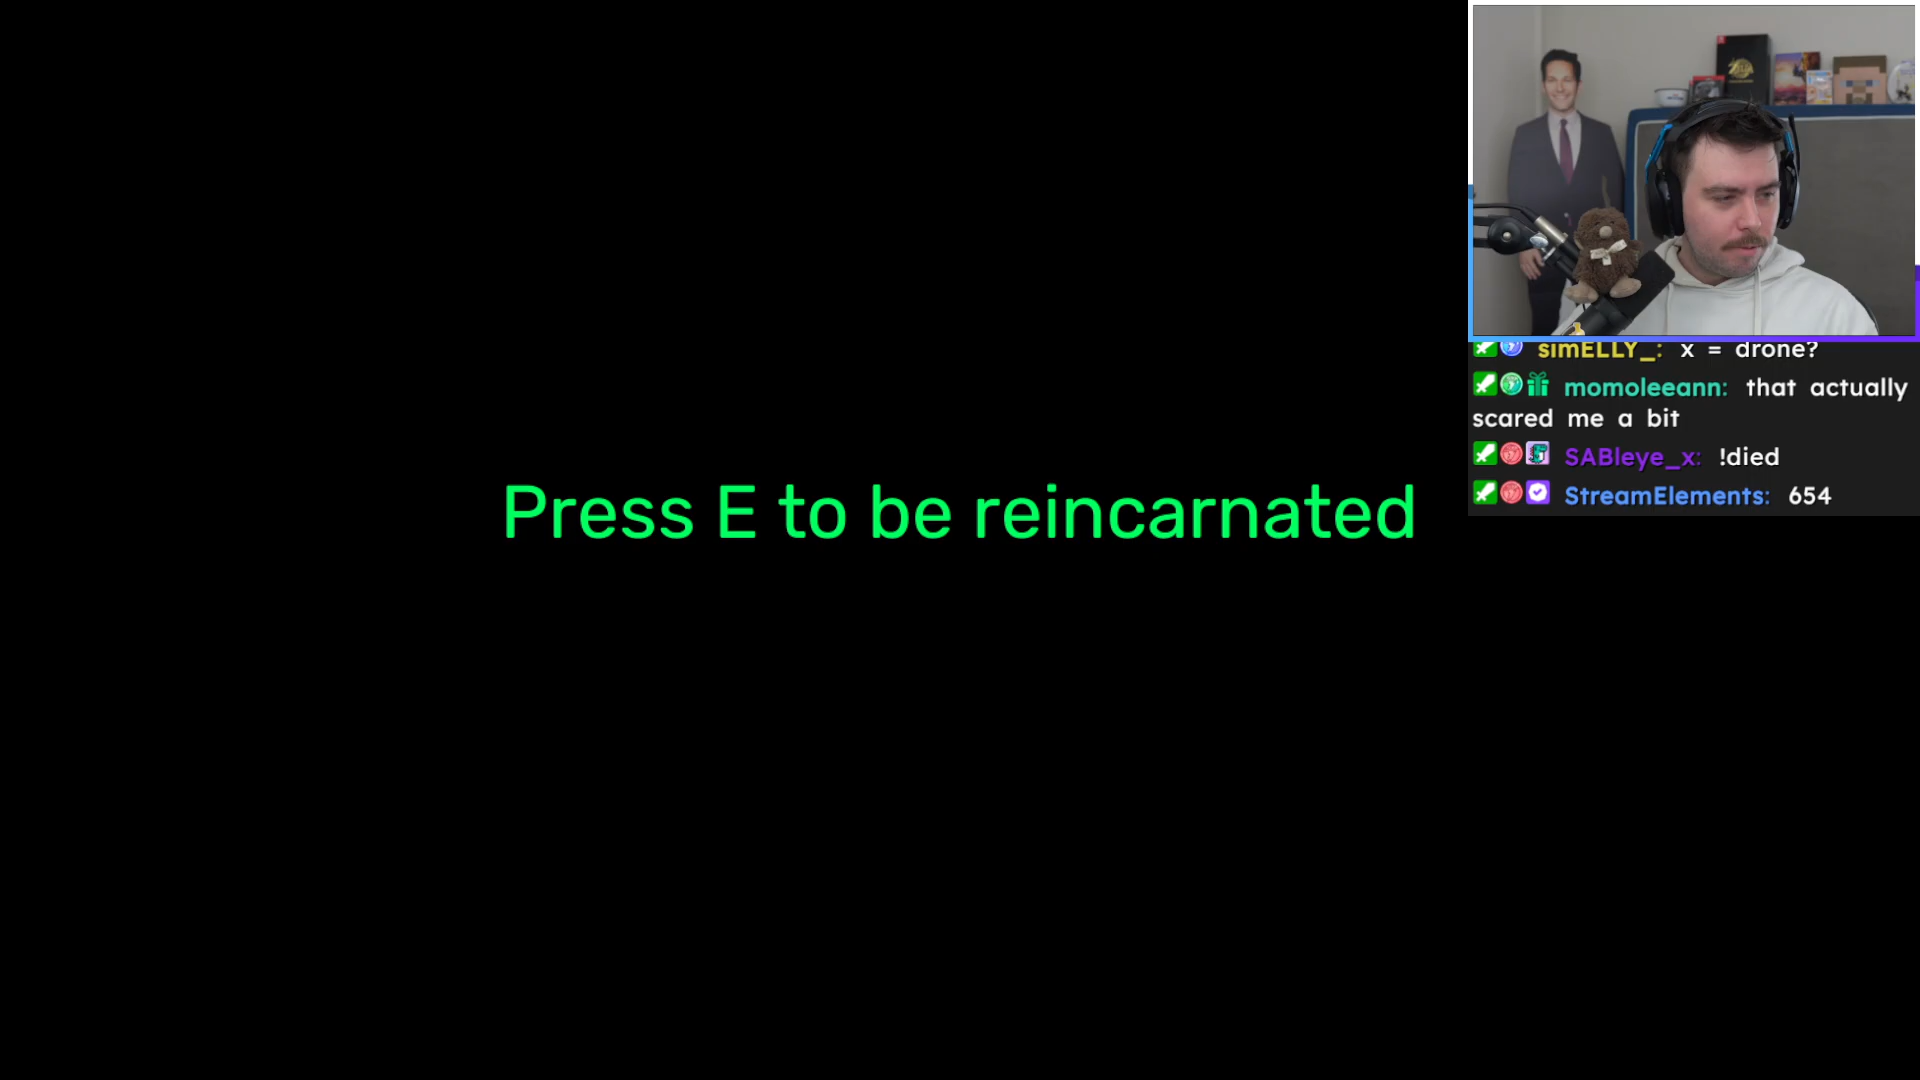 Press E to be reincarnated
simELLY_: x = drone?
momoleeann: that actually
scared me a bit
SABleye_x: !died
StreamElements: 654